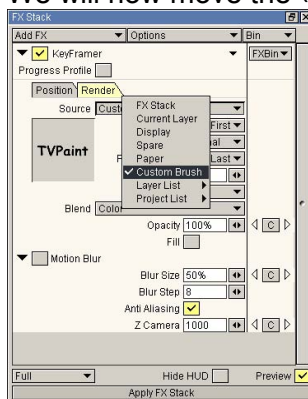 We will now move the
FX Stack
Add FX Options Bin
KeyFramer FXBin
Progress Profile
Position Render
Source Custo
FX Stack
Current Layer
Display
Spare
Paper
Custom Brush
Layer List
Project List
First
al
F Last
TVPaint
Blend Color
Opacity 100% C
Fill
Motion Blur
Blur Size 50% C
Blur Step 8
Anti Aliasing
Z Camera 1000 C
Full Hide HUD Preview
Apply FX Stack